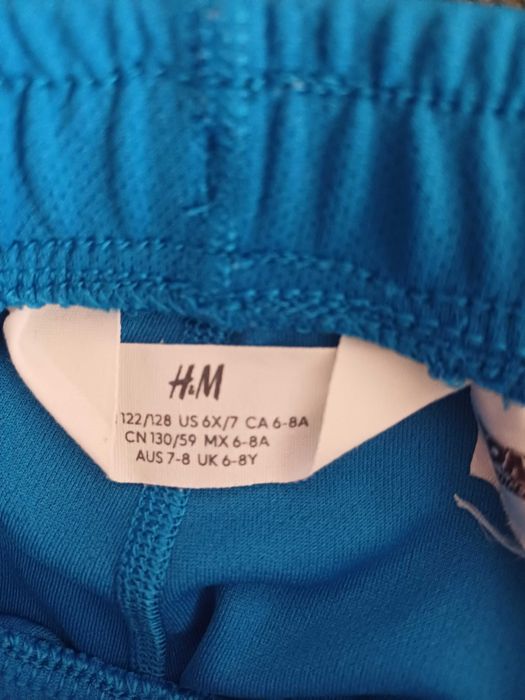 H&M
122/128 US 6X/7 CA 6-8A
CN 130/59 MX 6-8A
AUS 7-8 UK 6-8Y